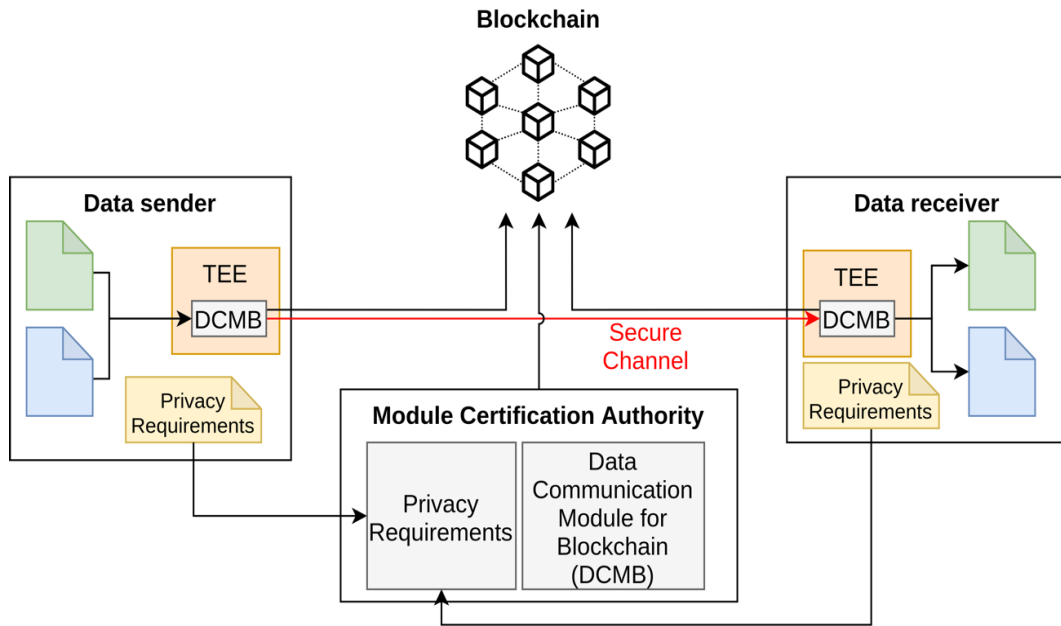 Blockchain
Data sender
TEE
DCMB
Privacy
Requirements
Secure
Channel
Data receiver
TEE
DCMB
Privacy
Requirements
Module Certification Authority
Privacy
Requirements
Data
Communication
Module for
Blockchain
(DCMB)